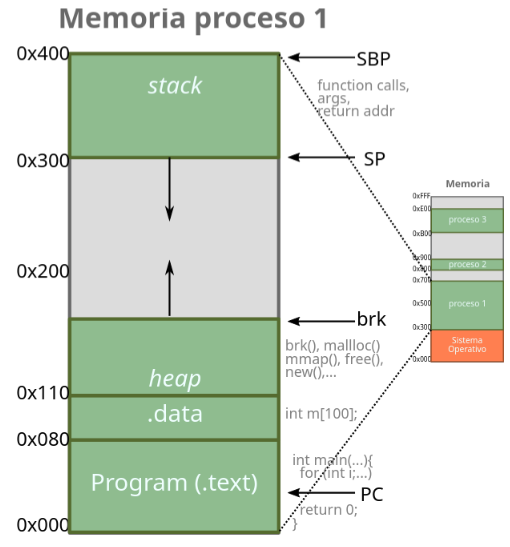 Memoria proceso 1
0x400
stack
SBP
function calls,
args,
return addr
0x300
SP
0x200
brk
brk(), mallloc()
mmap(), free(),
new(),...
heap
0x110
.data
int m[100];
0x080
Program (.text)
int main(...){
for (int i;...)
PC
return 0;
}
0x000
Memoria
0xFFF
0xE00
proceso 3
0xB00
0x900
proceso 2
0x800
0x700
0x500
proceso 1
0x300
Sistema
Operativo
0x000